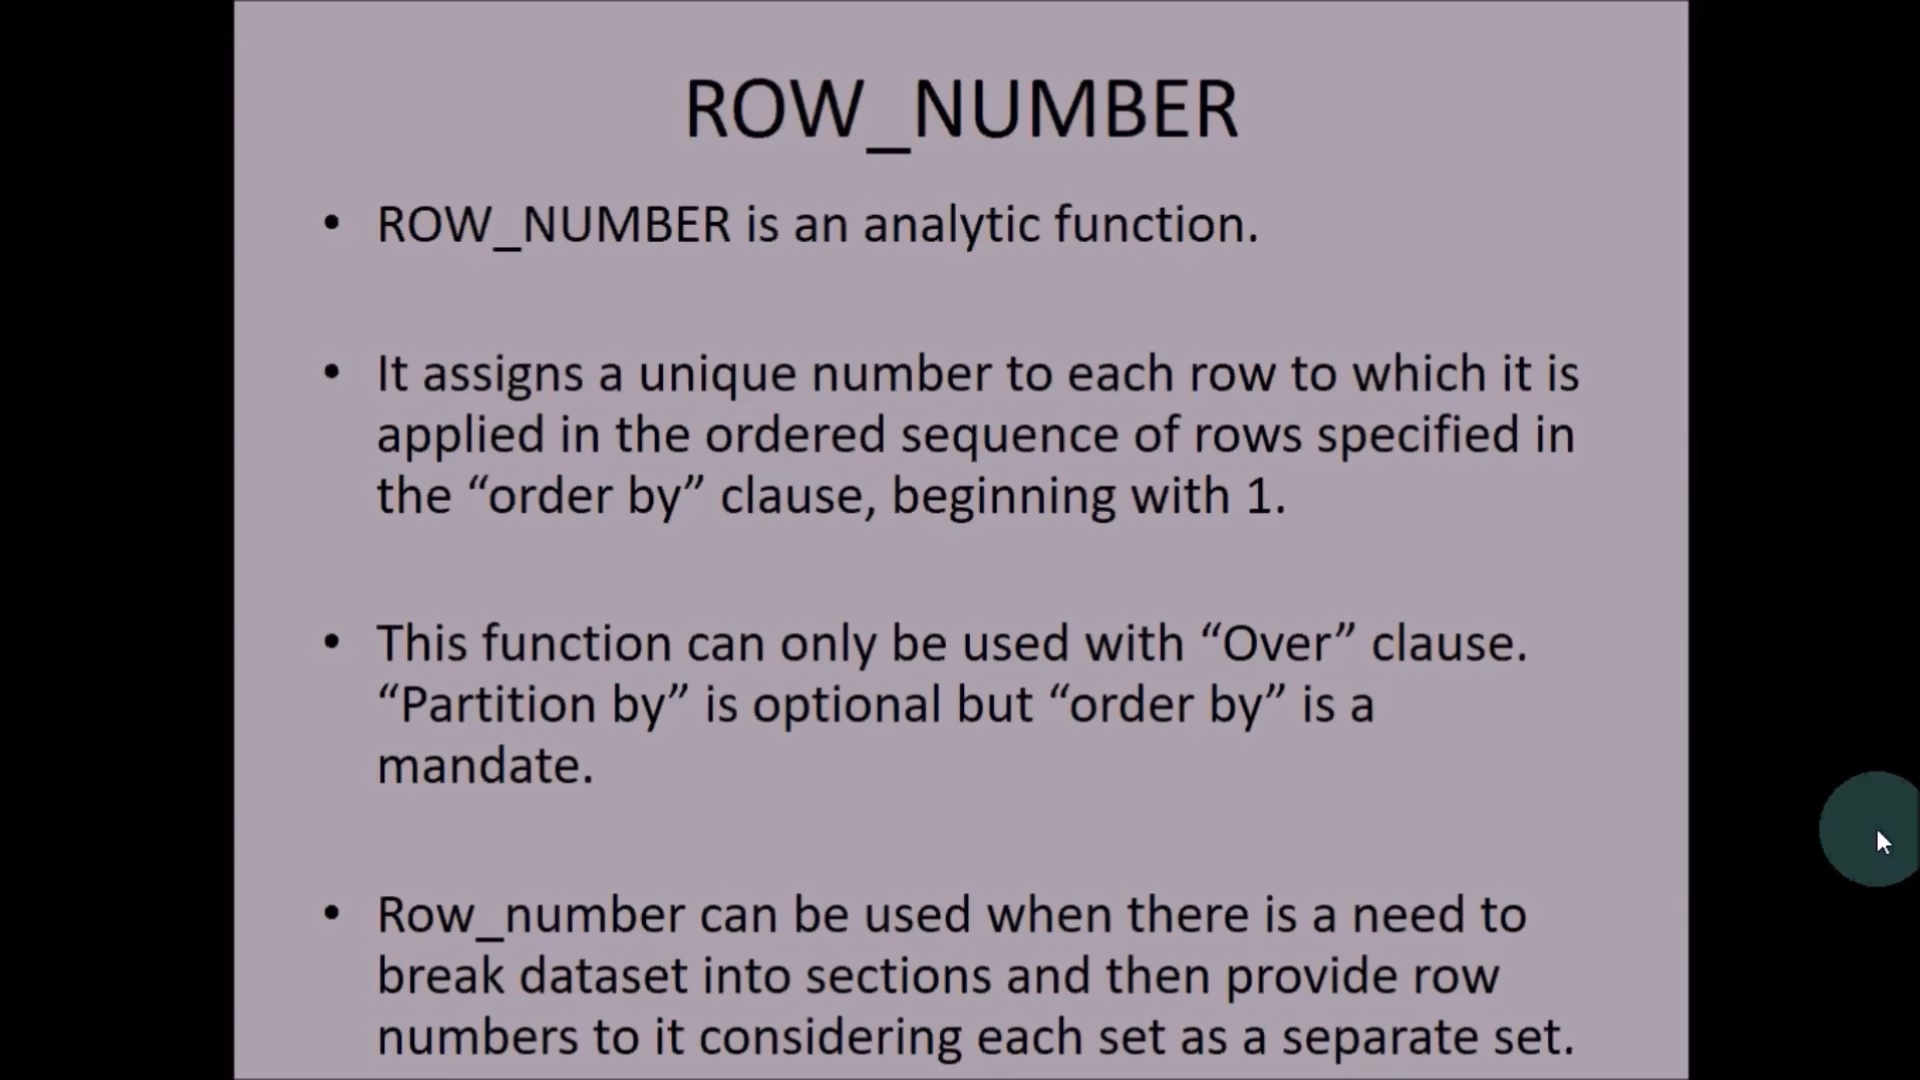 ROW_NUMBER
• ROW_NUMBER is an analytic function.
• It assigns a unique number to each row to which it is
applied in the ordered sequence of rows specified in
the “order by” clause, beginning with 1.
• This function can only be used with “Over” clause.
“Partition by” is optional but “order by” is a
mandate.
• Row_number can be used when there is a need to
break dataset into sections and then provide row
numbers to it considering each set as a separate set.